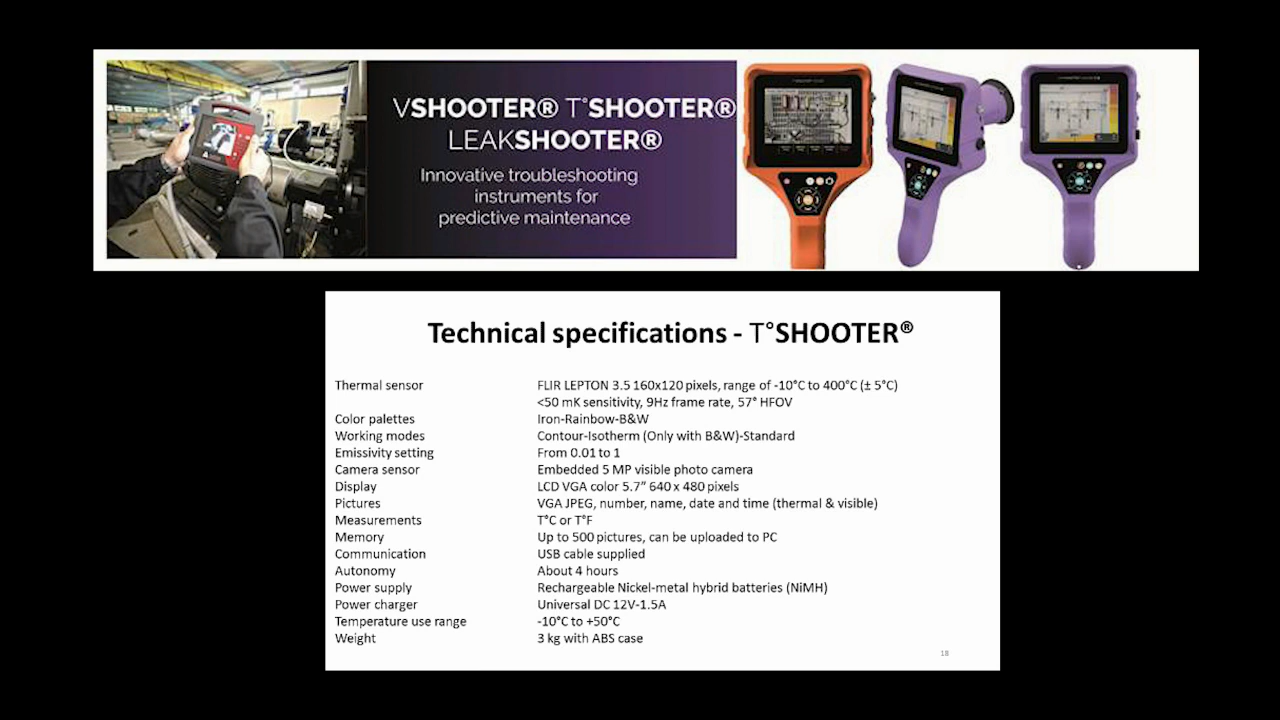 VSHOOTER® T°SHOOTER®
LEAKSHOOTER®
Innovative troubleshooting
instruments for
predictive maintenance
Technical specifications - T°SHOOTER®
Thermal sensor FLIR LEPTON 3.5 160x120 pixels, range of -10°C to 400°C (± 5°C)
<50 mK sensitivity, 9Hz frame rate, 57° HFOV
Color palettes Iron-Rainbow-B&W
Working modes Contour-Isotherm (Only with B&W)-Standard
Emissivity setting From 0.01 to 1
Camera sensor Embedded 5 MP visible photo camera
Display LCD VGA color 5.7" 640 x 480 pixels
Pictures VGA JPEG, number, name, date and time (thermal & visible)
Measurements T°C or T°F
Memory Up to 500 pictures, can be uploaded to PC
Communication USB cable supplied
Autonomy About 4 hours
Power supply Rechargeable Nickel-metal hybrid batteries (NiMH)
Power charger Universal DC 12V-1.5A
Temperature use range -10°C to +50°C
Weight 3 kg with ABS case
18